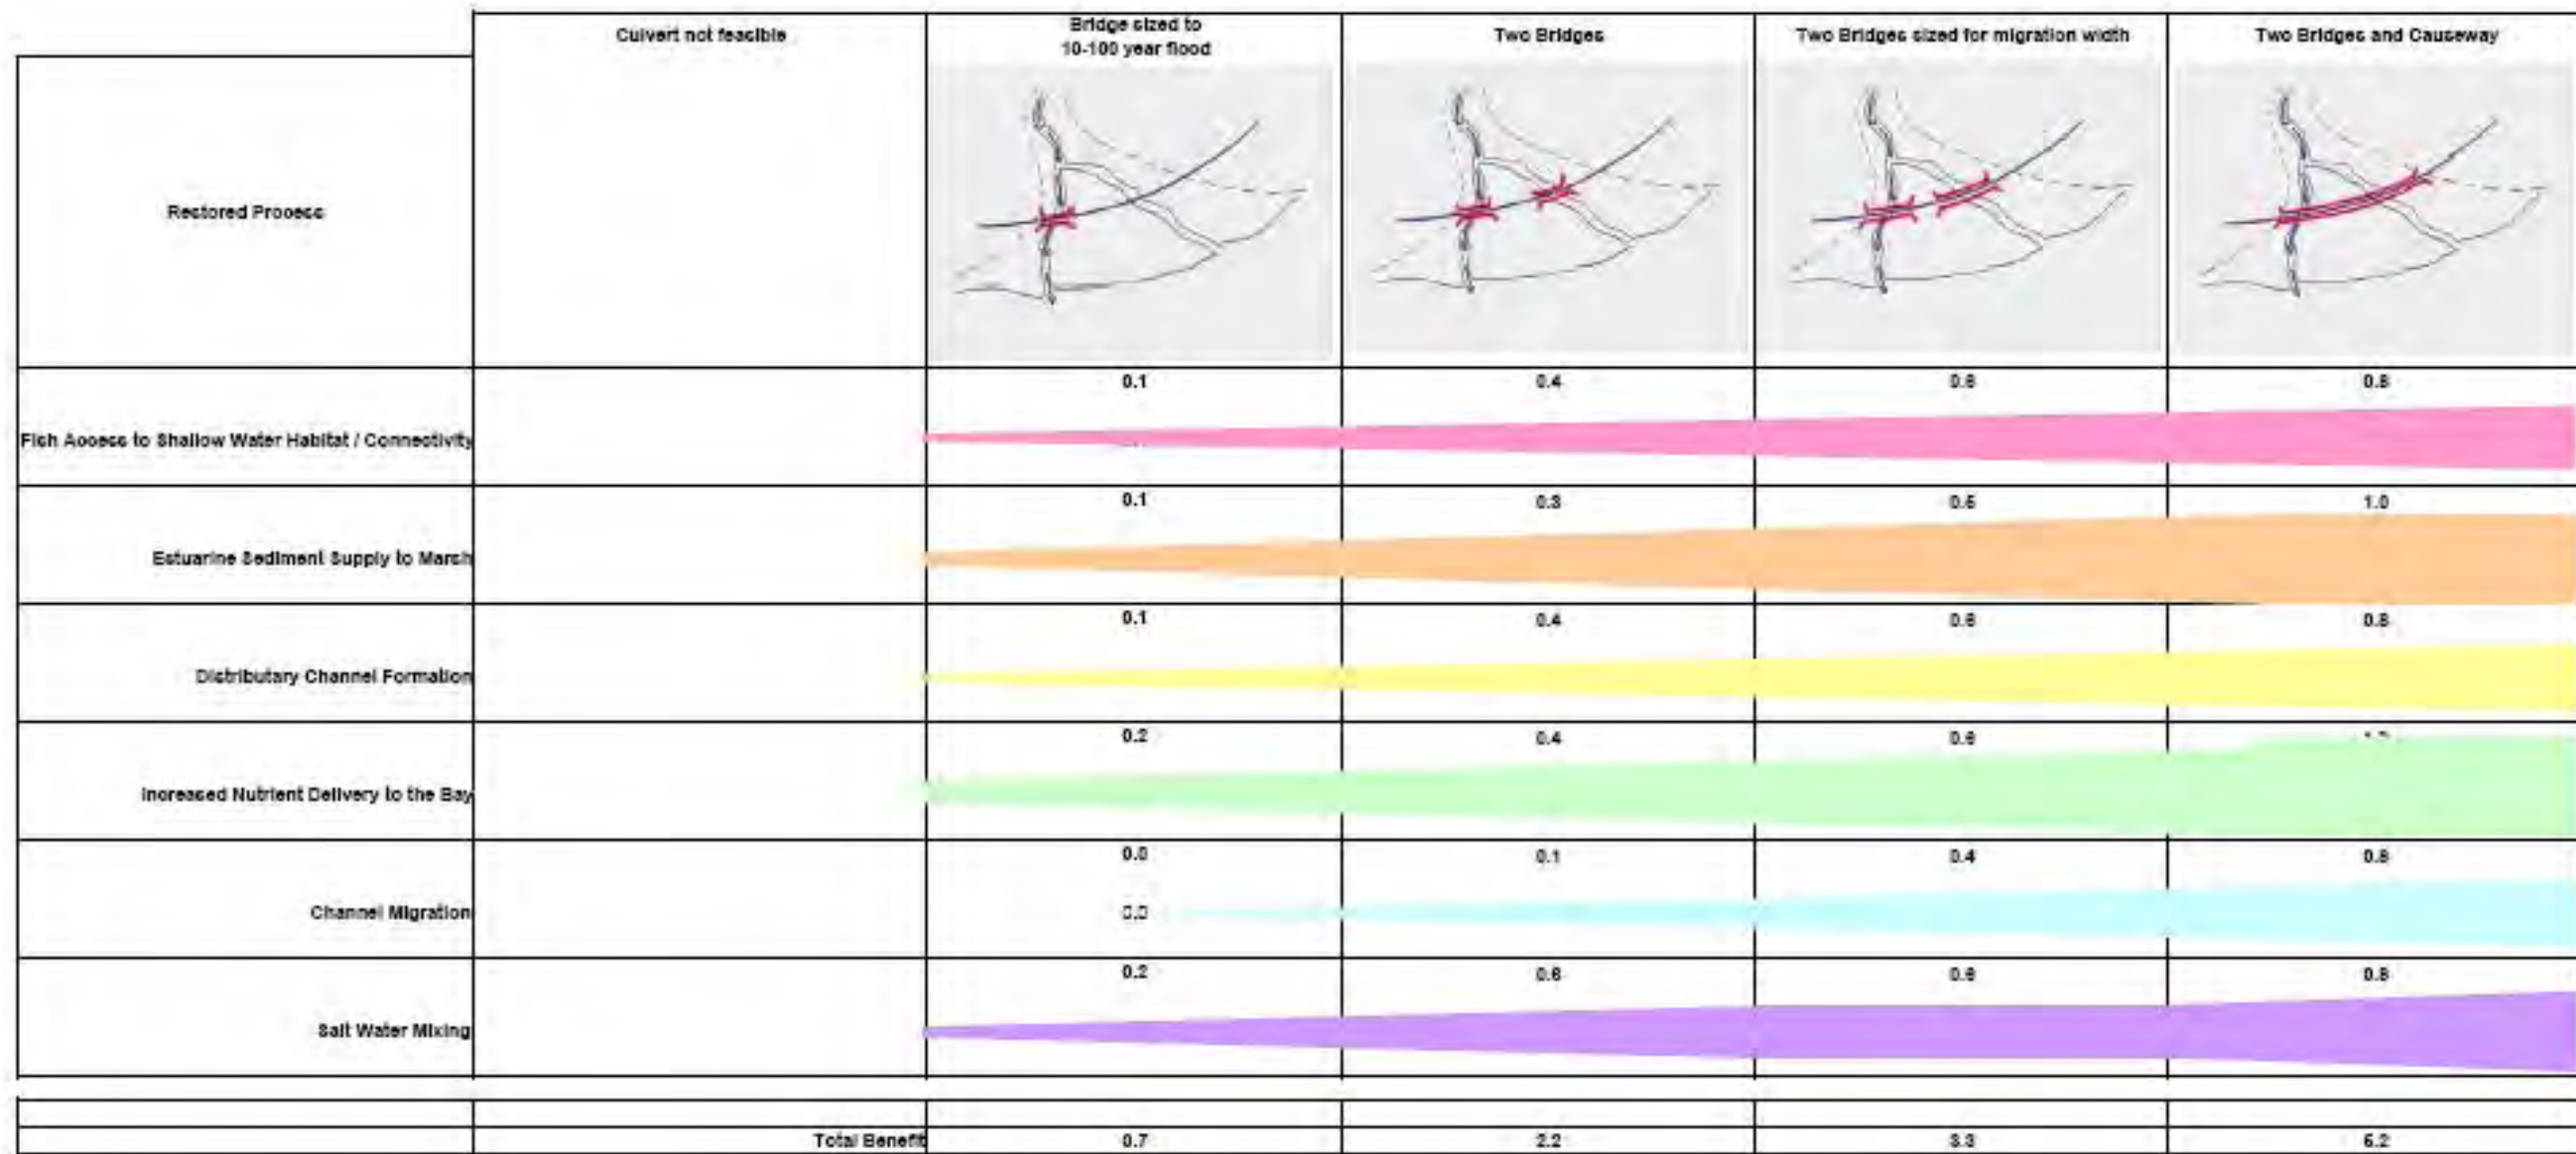 Culvert not feasible
Bridge sized to
10-100 year flood
Two Bridges
Two Bridges sized for migration width
Two Bridges and Causeway
Restored Process
0.1
0.4
0.6
0.8
Fish Access to Shallow Water Habitat / Connectivity
0.1
0.3
0.5
1.0
Estuarine Sediment Supply to Marsh
0.1
0.4
0.6
0.8
Distributary Channel Formation
0.2
0.4
0.6
Increased Nutrient Delivery to the Bay
0.0
0.1
0.4
0.8
Channel Migration
0.0
0.2
0.6
0.6
0.8
Salt Water Mixing
Total Benefit
0.7
2.2
3.3
5.2